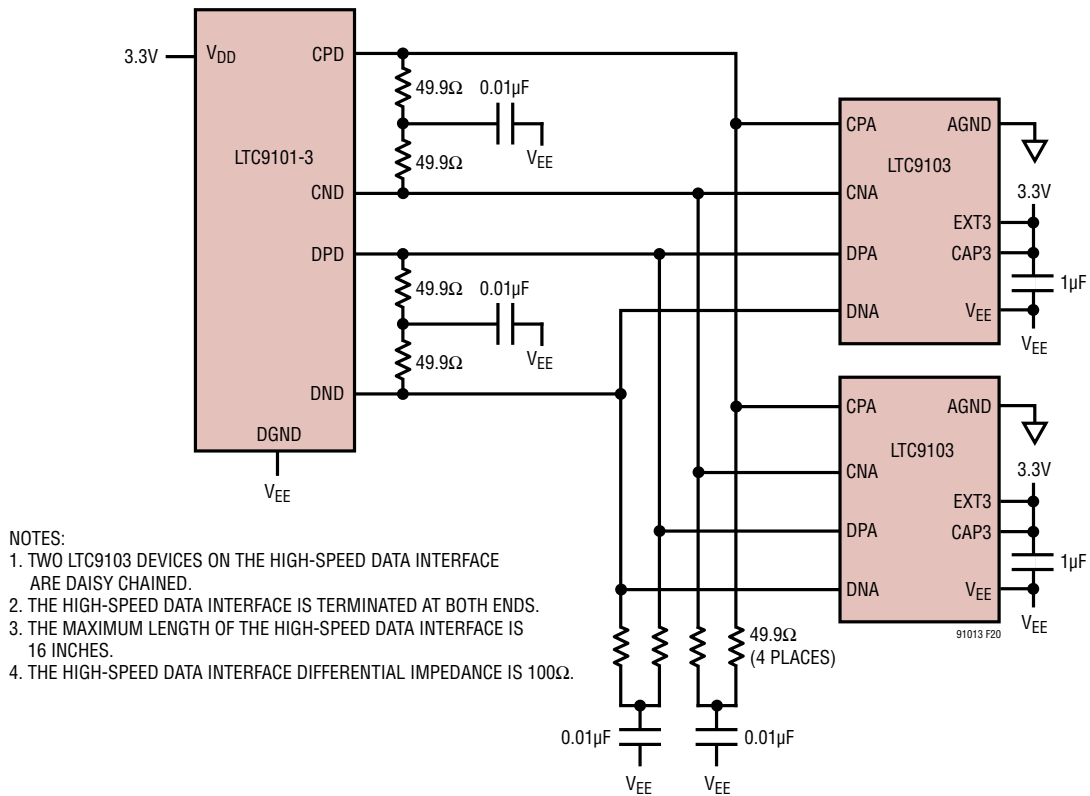 3.3V
VDD
CPD
49.9Ω
0.01µF
VEE
49.9Ω
LTC9101-3
CND
DPD
49.9Ω
0.01µF
VEE
49.9Ω
DND
DGND
VEE
CPA
AGND
LTC9103
CNA
3.3V
EXT3
DPA
CAP3
1µF
DNA
VEE
VEE
CPA
AGND
LTC9103
CNA
3.3V
EXT3
DPA
CAP3
1µF
DNA
VEE
VEE
91013 F20
49.9Ω
(4 PLACES)
0.01µF
0.01µF
VEE
VEE
NOTES:
1. TWO LTC9103 DEVICES ON THE HIGH-SPEED DATA INTERFACE
ARE DAISY CHAINED.
2. THE HIGH-SPEED DATA INTERFACE IS TERMINATED AT BOTH ENDS.
3. THE MAXIMUM LENGTH OF THE HIGH-SPEED DATA INTERFACE IS
16 INCHES.
4. THE HIGH-SPEED DATA INTERFACE DIFFERENTIAL IMPEDANCE IS 100Ω.